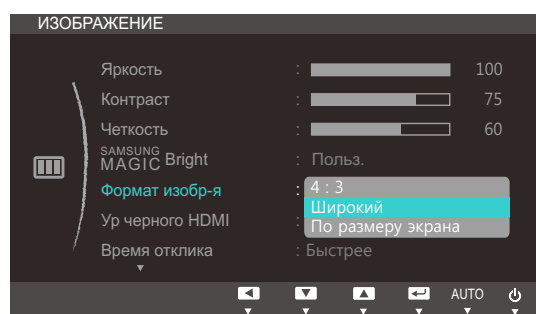 ИЗОБРАЖЕНИЕ
Яркость : 100
Контраст : 75
Четкость : 60
SAMSUNG MAGIC Bright : Польз.
Формат изобр-я : 4 : 3
Широкий
Ур черного HDMI : По размеру экрана
Время отклика : Быстрее
AUTO